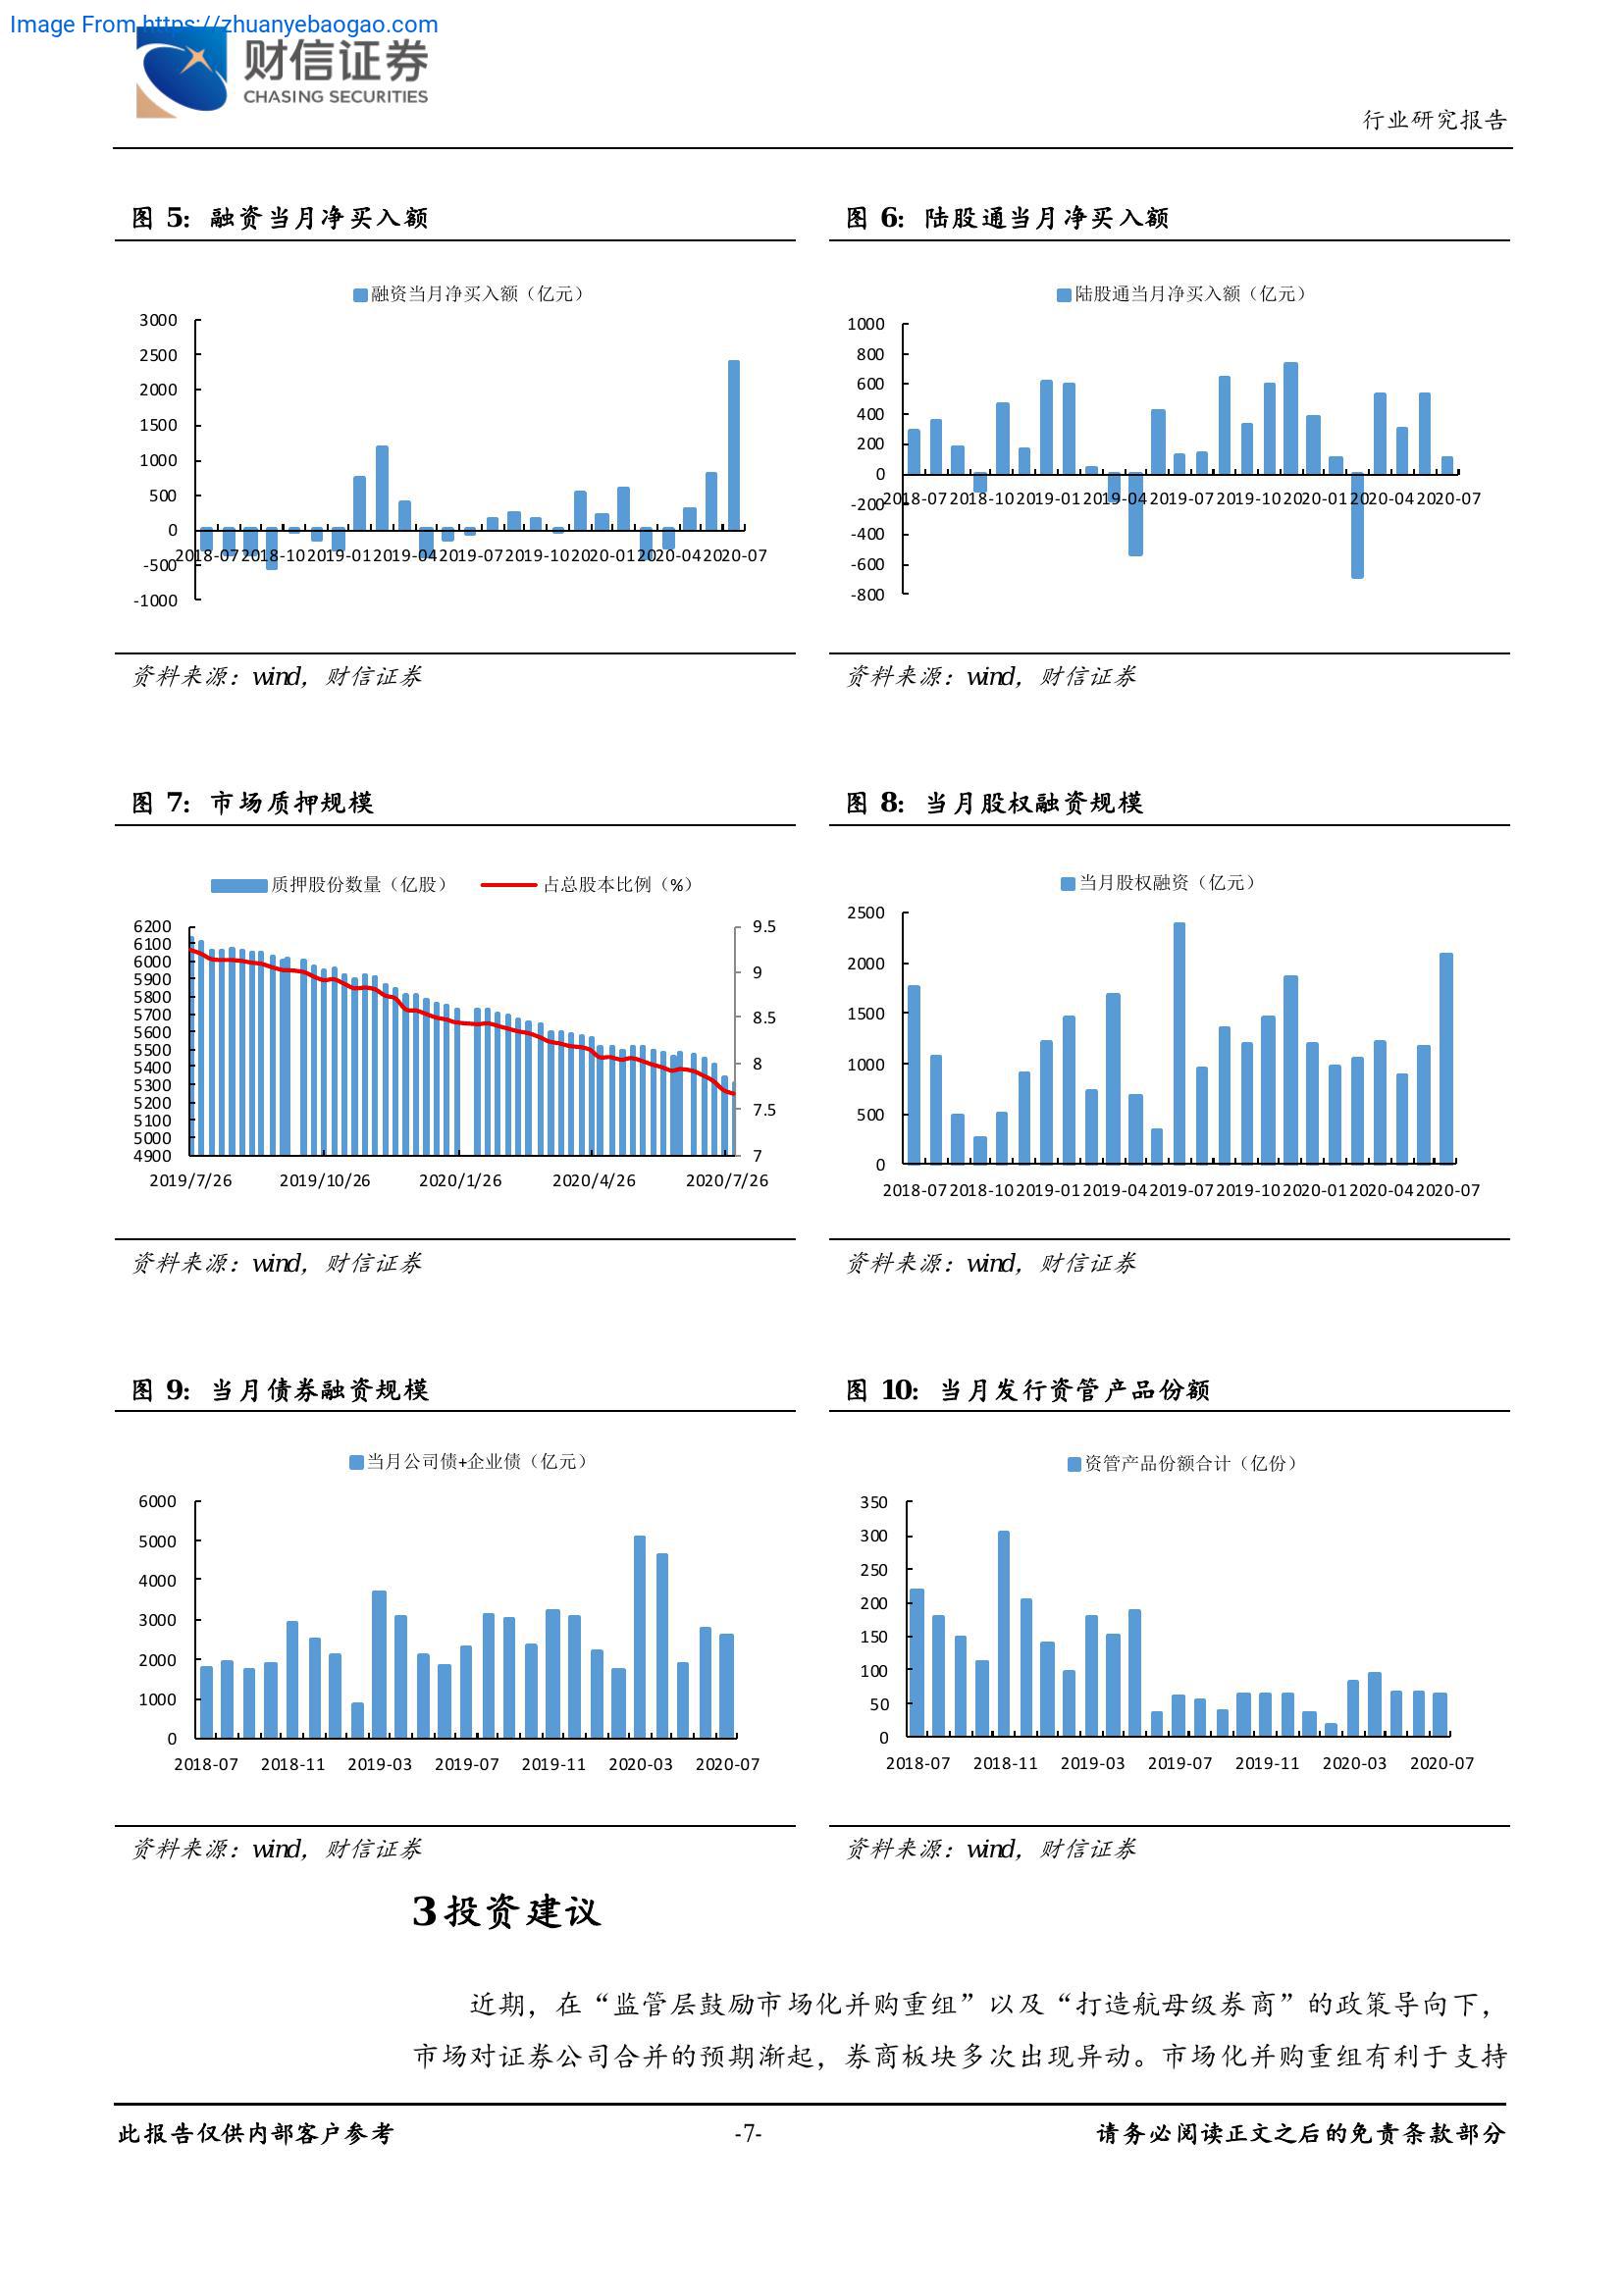 Image From https://zhuanyebaogao.com
财信证券
CHASING SECURITIES
行业研究报告
图 5：融资当月净买入额
融资当月净买入额（亿元）
3000
2500
2000
1500
1000
500
0
-500
-1000
2018-07 2018-10 2019-01 2019-04 2019-07 2019-10 2020-01 2020-04 2020-07
资料来源：wind，财信证券
图 6：陆股通当月净买入额
陆股通当月净买入额（亿元）
1000
800
600
400
200
0
-200
-400
-600
-800
2018-07 2018-10 2019-01 2019-04 2019-07 2019-10 2020-01 2020-04 2020-07
资料来源：wind，财信证券
图 7：市场质押规模
质押股份数量（亿股） 占总股本比例（%）
6200
6100
6000
5900
5800
5700
5600
5500
5400
5300
5200
5100
5000
4900
9.5
9
8.5
8
7.5
7
2019/7/26 2019/10/26 2020/1/26 2020/4/26 2020/7/26
资料来源：wind，财信证券
图 8：当月股权融资规模
当月股权融资（亿元）
2500
2000
1500
1000
500
0
2018-07 2018-10 2019-01 2019-04 2019-07 2019-10 2020-01 2020-04 2020-07
资料来源：wind，财信证券
图 9：当月债券融资规模
当月公司债+企业债（亿元）
6000
5000
4000
3000
2000
1000
0
2018-07 2018-11 2019-03 2019-07 2019-11 2020-03 2020-07
资料来源：wind，财信证券
图 10：当月发行资管产品份额
资管产品份额合计（亿份）
350
300
250
200
150
100
50
0
2018-07 2018-11 2019-03 2019-07 2019-11 2020-03 2020-07
资料来源：wind，财信证券
3 投资建议
近期，在“监管层鼓励市场化并购重组”以及“打造航母级券商”的政策导向下，
市场对证券公司合并的预期渐起，券商板块多次出现异动。市场化并购重组有利于支持
此报告仅供内部客户参考 -7- 请务必阅读正文之后的免责条款部分